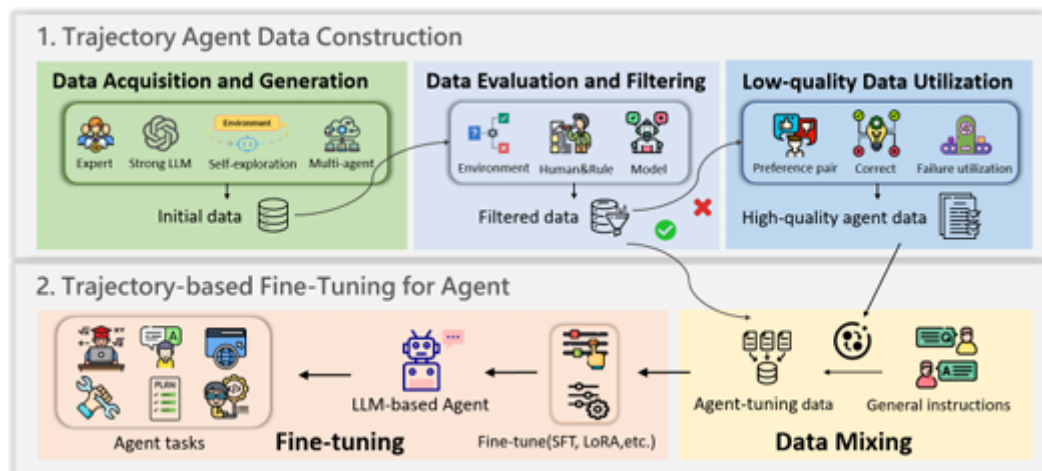 1. Trajectory Agent Data Construction
Data Acquisition and Generation
Expert
Strong LLM
Environment
Self-exploration
Multi-agent
Initial data
Data Evaluation and Filtering
Environment
Human&Rule
Model
Filtered data
Low-quality Data Utilization
Preference pair
Correct
Failure utilization
High-quality agent data
2. Trajectory-based Fine-Tuning for Agent
A
PLAN
Agent tasks
LLM-based Agent
Fine-tune(SFT, LoRA,etc.)
Fine-tuning
Agent-tuning data
Q
A
General instructions
Data Mixing